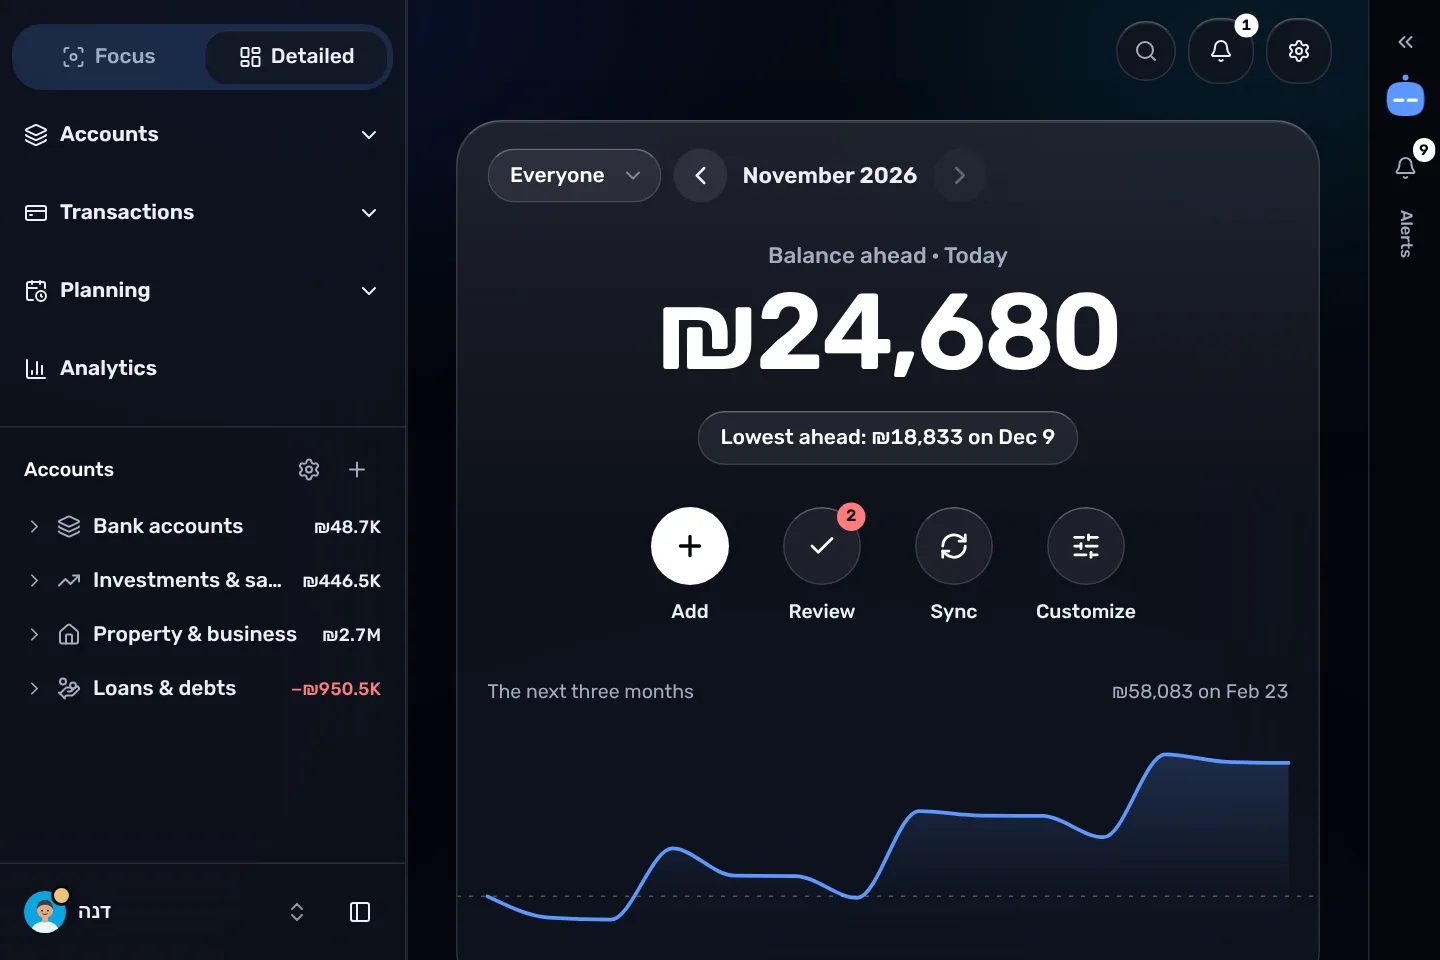 Focus
Detailed
Accounts
Transactions
Planning
Analytics
Accounts
Bank accounts ₪48.7K
Investments & sa... ₪446.5K
Property & business ₪2.7M
Loans & debts −₪950.5K
דנה
1
Everyone
November 2026
Balance ahead • Today
₪24,680
Lowest ahead: ₪18,833 on Dec 9
2
Add
Review
Sync
Customize
The next three months
₪58,083 on Feb 23
9
Alerts